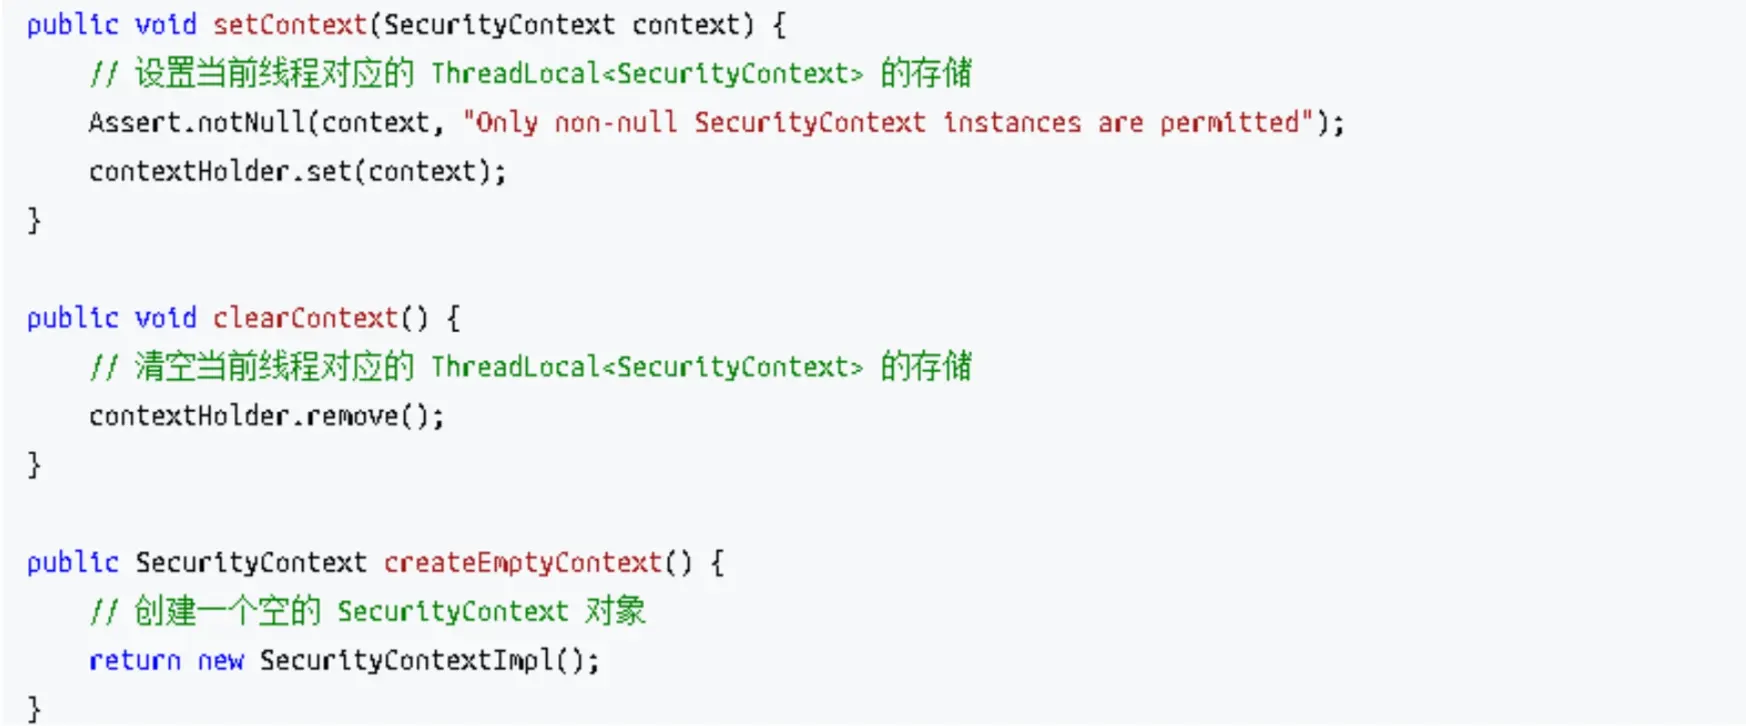 public void setContext(SecurityContext context) {
    // 设置当前线程对应的 ThreadLocal<SecurityContext> 的存储
    Assert.notNull(context, "Only non-null SecurityContext instances are permitted");
    contextHolder.set(context);
}

public void clearContext() {
    // 清空当前线程对应的 ThreadLocal<SecurityContext> 的存储
    contextHolder.remove();
}

public SecurityContext createEmptyContext() {
    // 创建一个空的 SecurityContext 对象
    return new SecurityContextImpl();
}